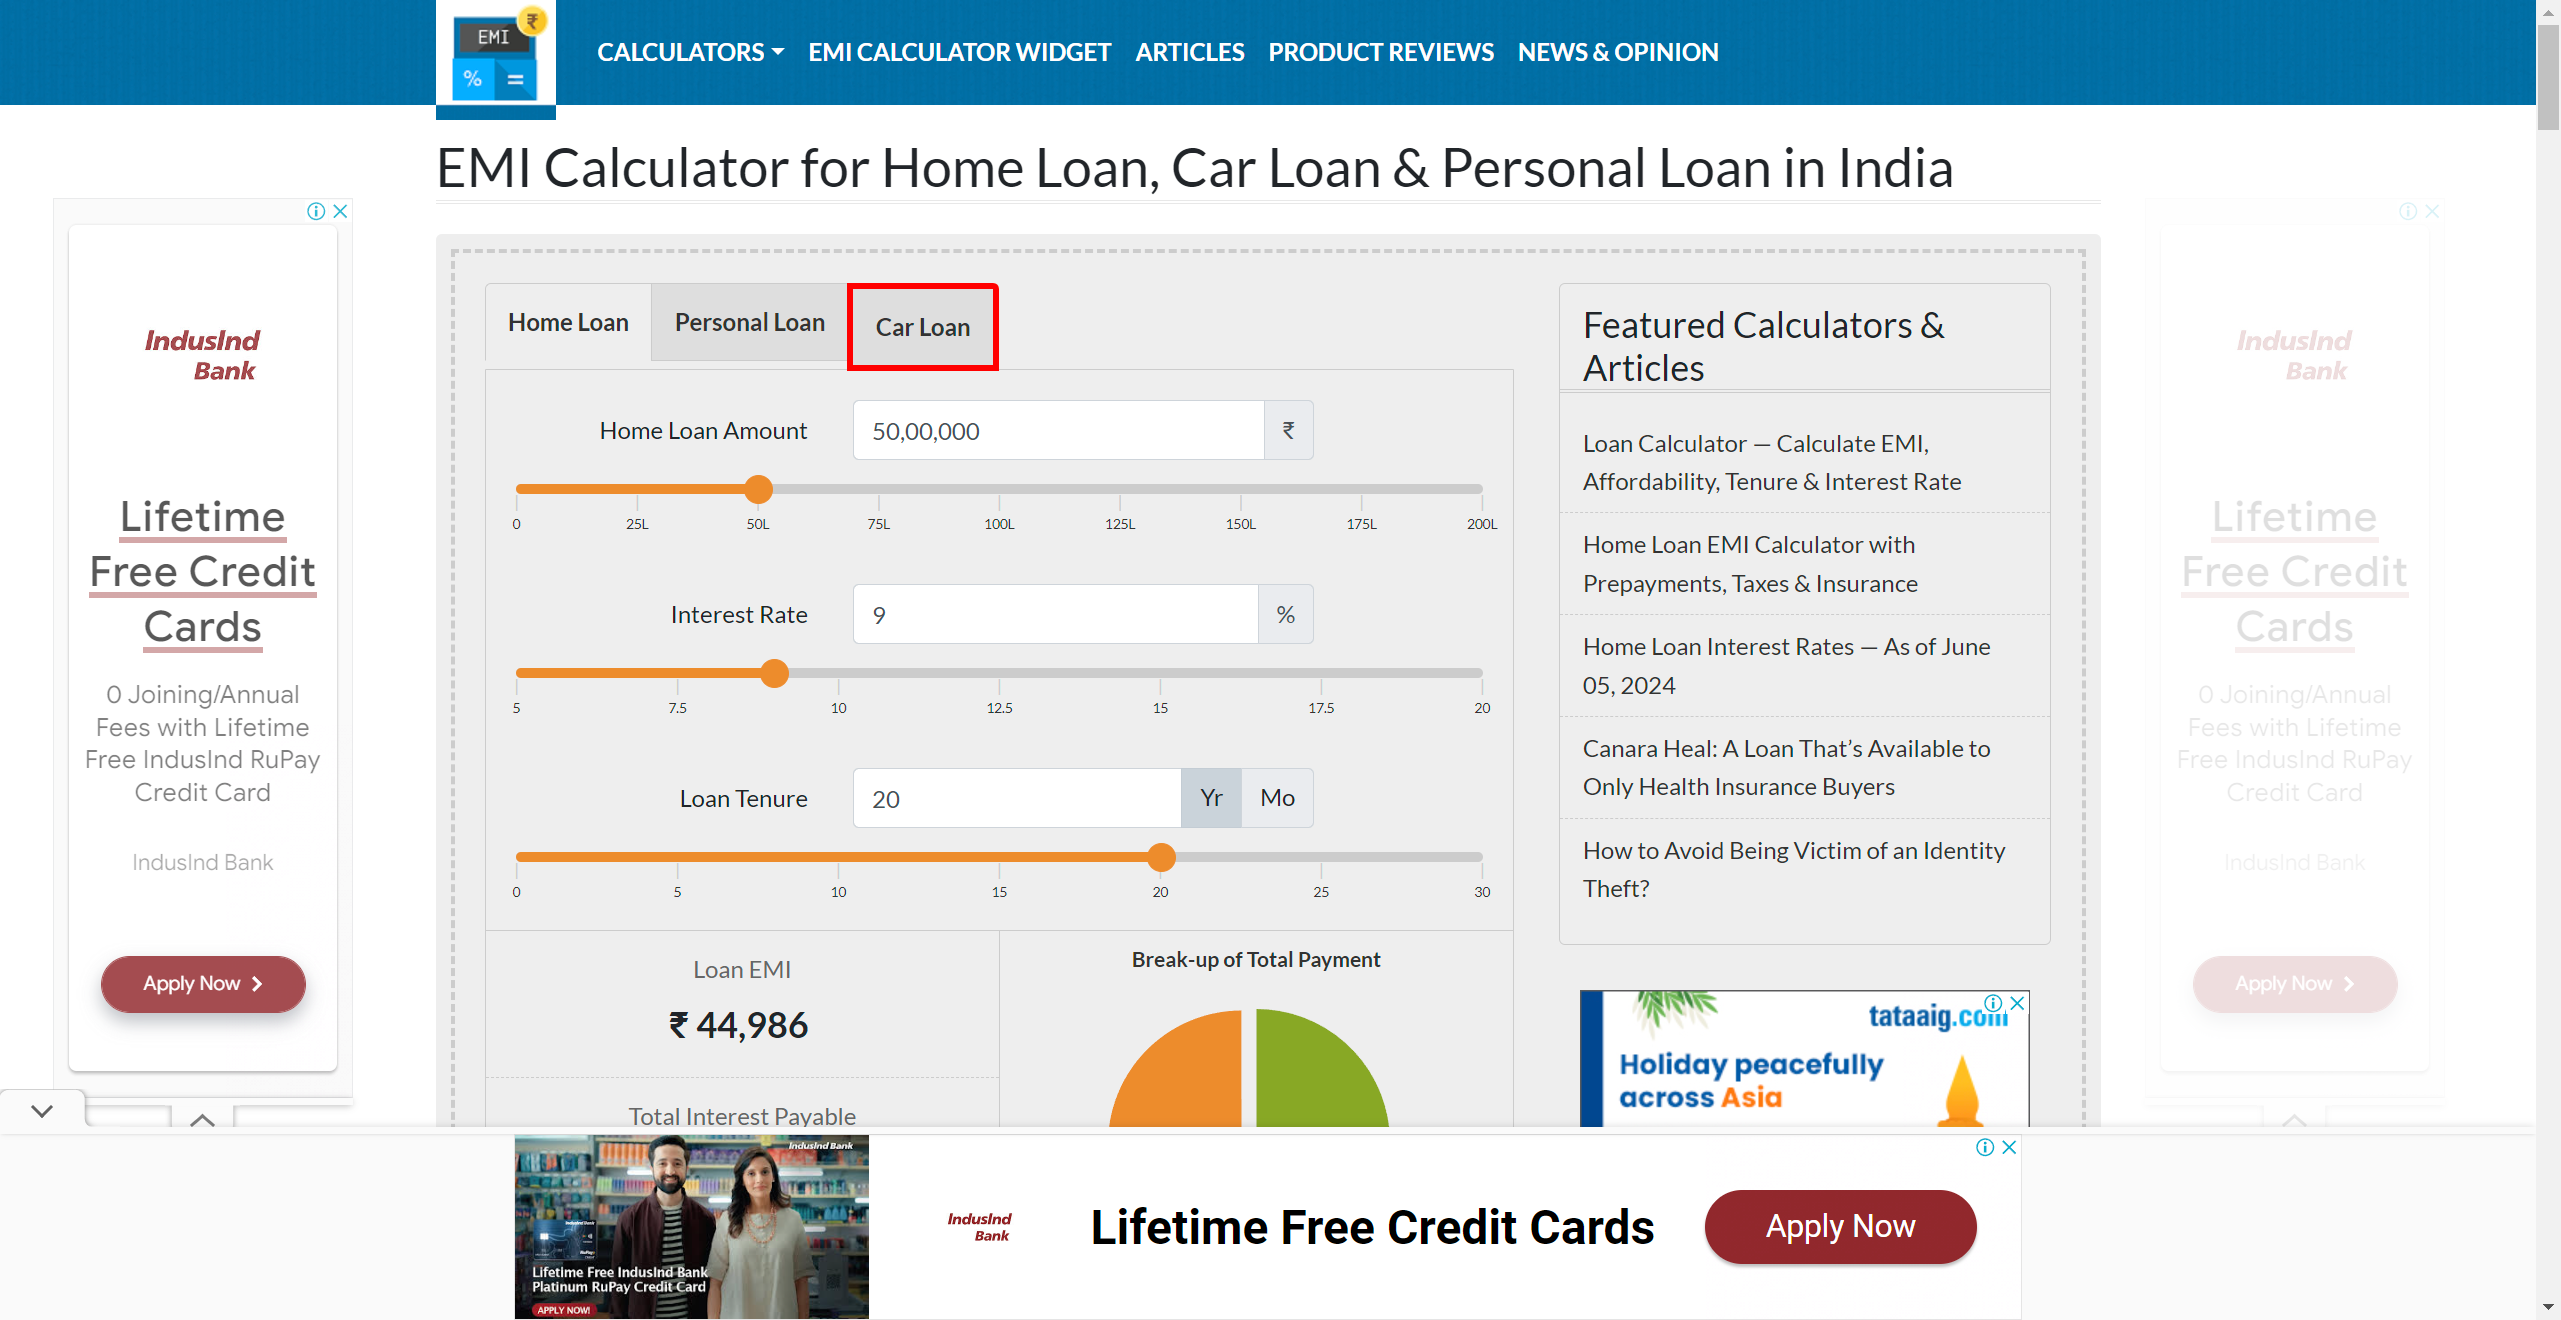 EMI
₹
%
=
CALCULATORS
EMI CALCULATOR WIDGET
ARTICLES
PRODUCT REVIEWS
NEWS & OPINION
EMI Calculator for Home Loan, Car Loan & Personal Loan in India
IndusInd
Bank
Lifetime
Free Credit
Cards
0 Joining/Annual
Fees with Lifetime
Free IndusInd RuPay
Credit Card
IndusInd Bank
Apply Now
Home Loan
Personal Loan
Car Loan
Home Loan Amount
50,00,000
₹
0 25L 50L 75L 100L 125L 150L 175L 200L
Interest Rate
9
%
5 7.5 10 12.5 15 17.5 20
Loan Tenure
20
Yr
Mo
0 5 10 15 20 25 30
Loan EMI
₹ 44,986
Total Interest Payable
Break-up of Total Payment
Featured Calculators &
Articles
Loan Calculator — Calculate EMI,
Affordability, Tenure & Interest Rate
Home Loan EMI Calculator with
Prepayments, Taxes & Insurance
Home Loan Interest Rates — As of June
05, 2024
Canara Heal: A Loan That’s Available to
Only Health Insurance Buyers
How to Avoid Being Victim of an Identity
Theft?
tataaig.com
Holiday peacefully
across Asia
IndusInd
Bank
Lifetime
Free Credit
Cards
0 Joining/Annual
Fees with Lifetime
Free IndusInd RuPay
Credit Card
IndusInd Bank
Apply Now
IndusInd Bank
Lifetime Free IndusInd Bank
Platinum RuPay Credit Card
APPLY NOW!
IndusInd
Bank
Lifetime Free Credit Cards
Apply Now